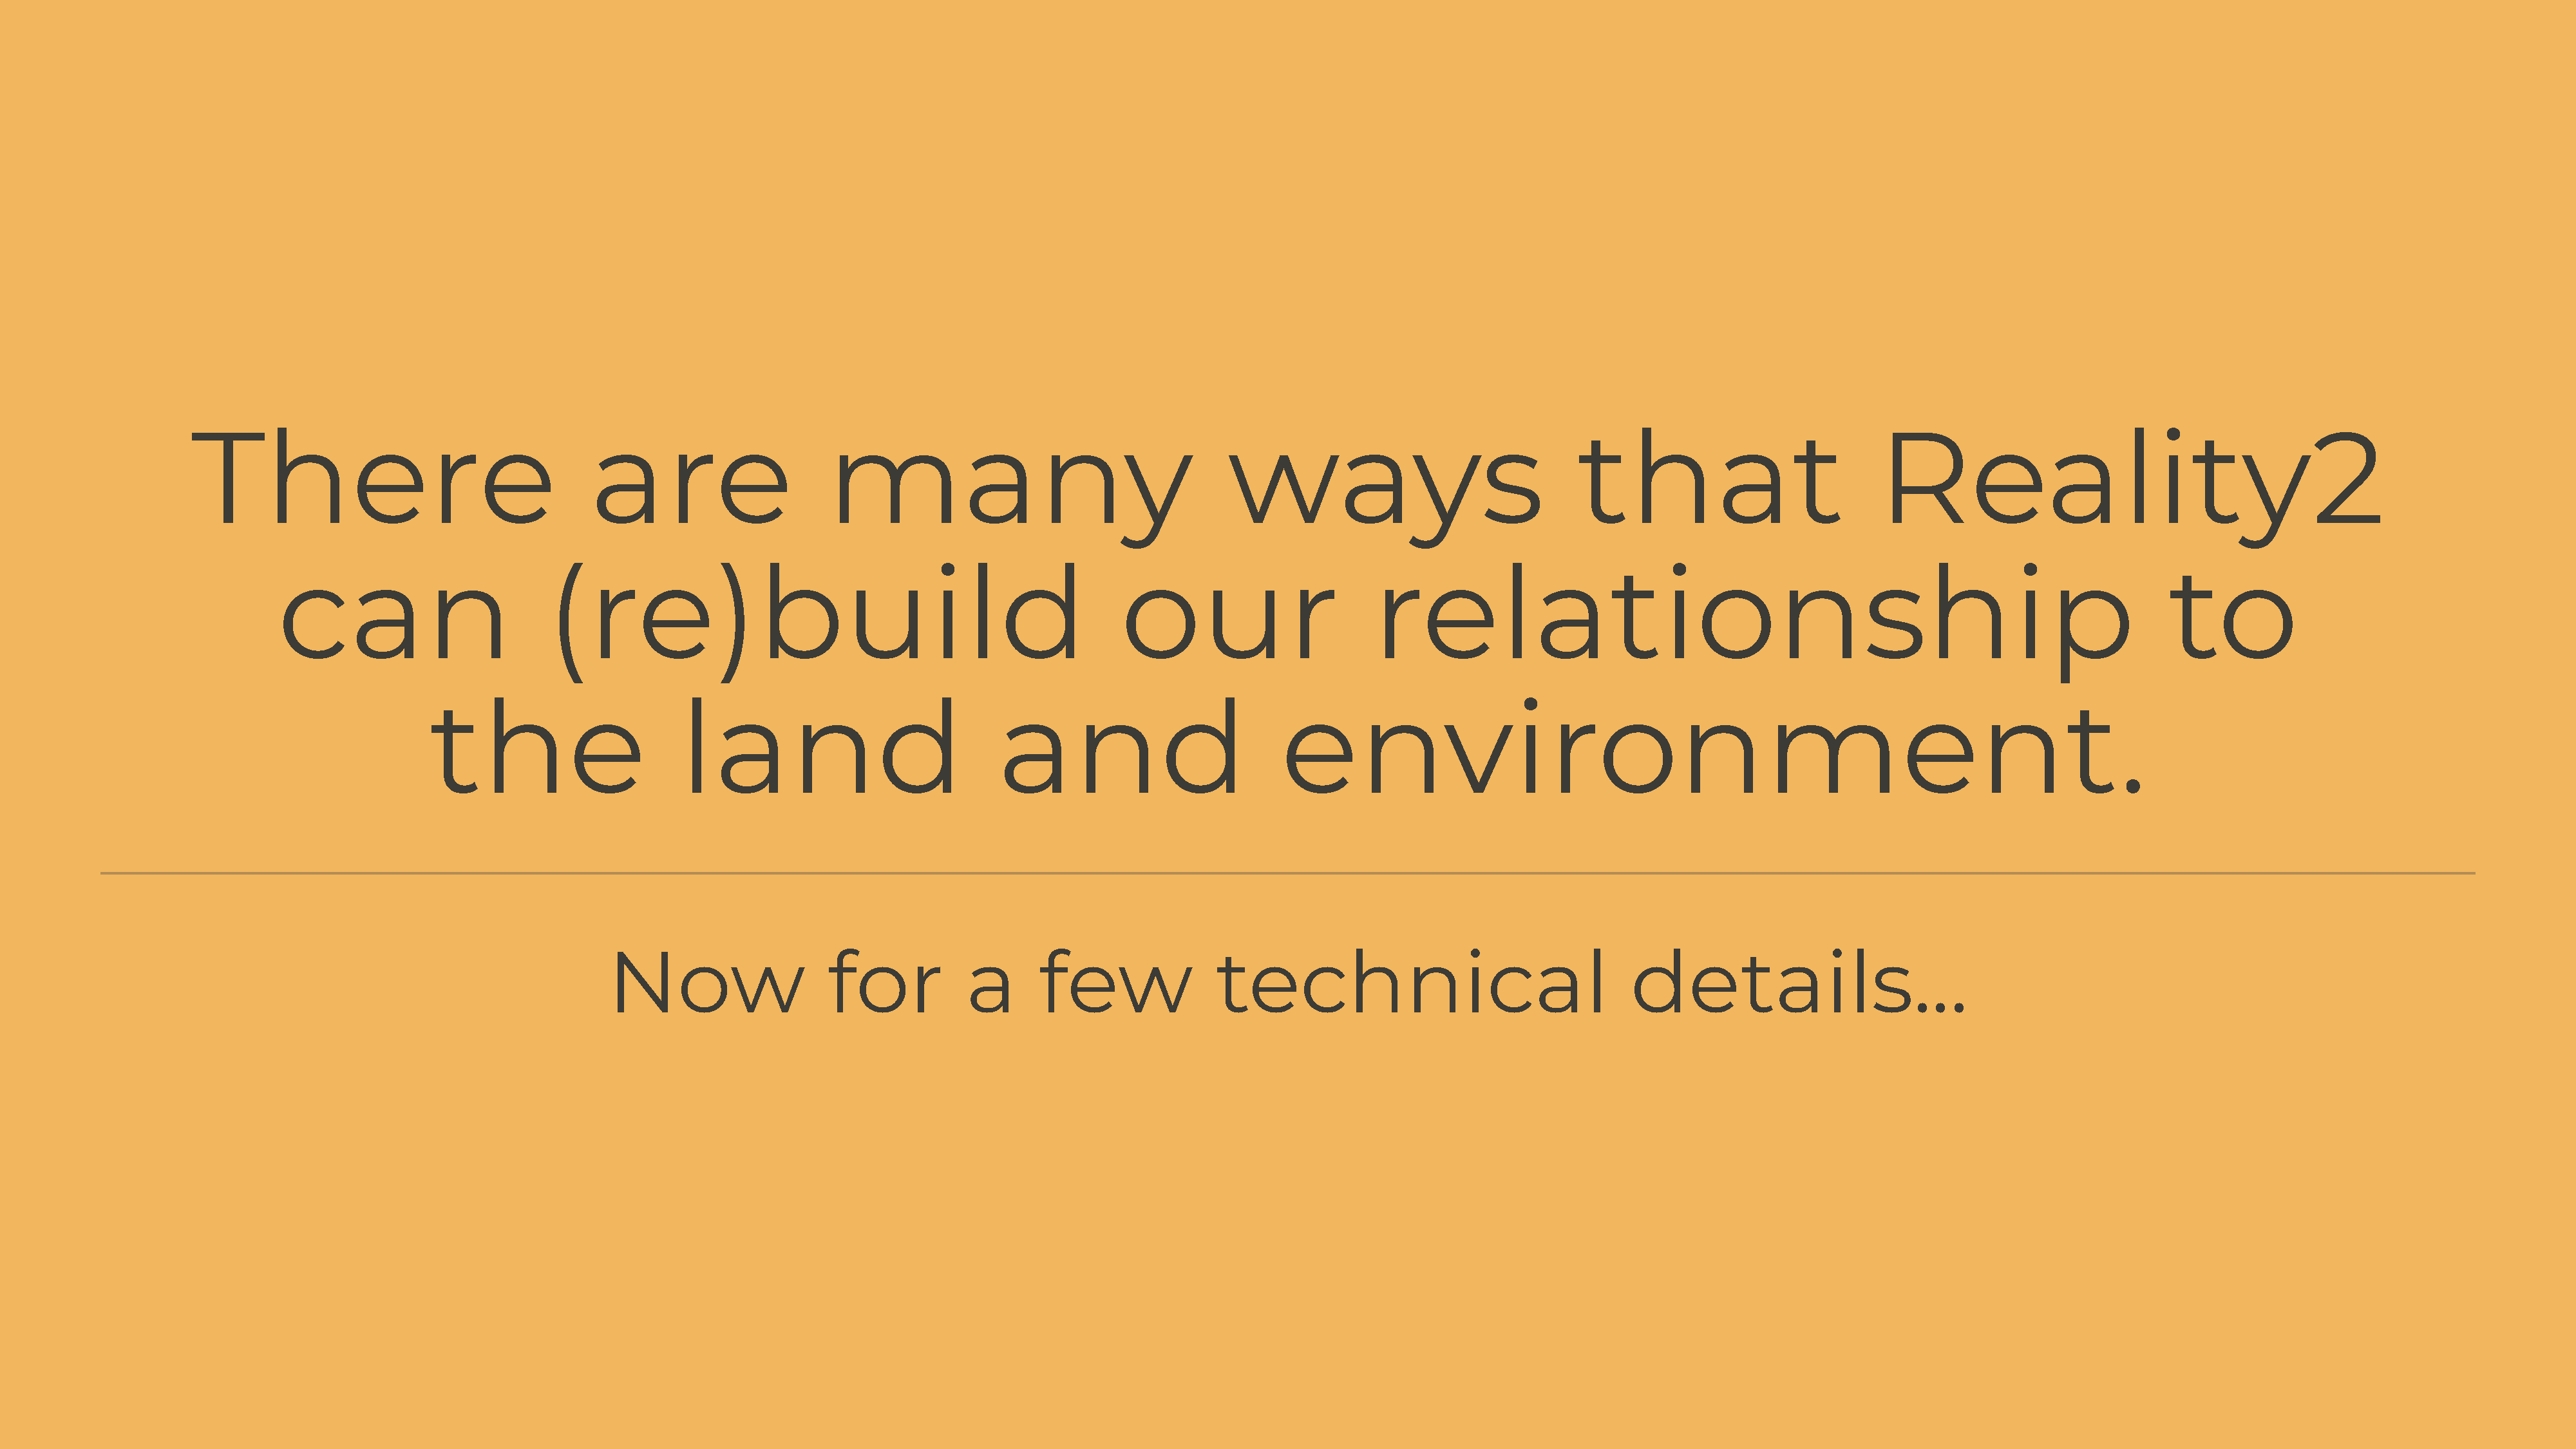 There are many ways that Reality2
can (re)build our relationship to
the land and environment.
Now for a few technical details...